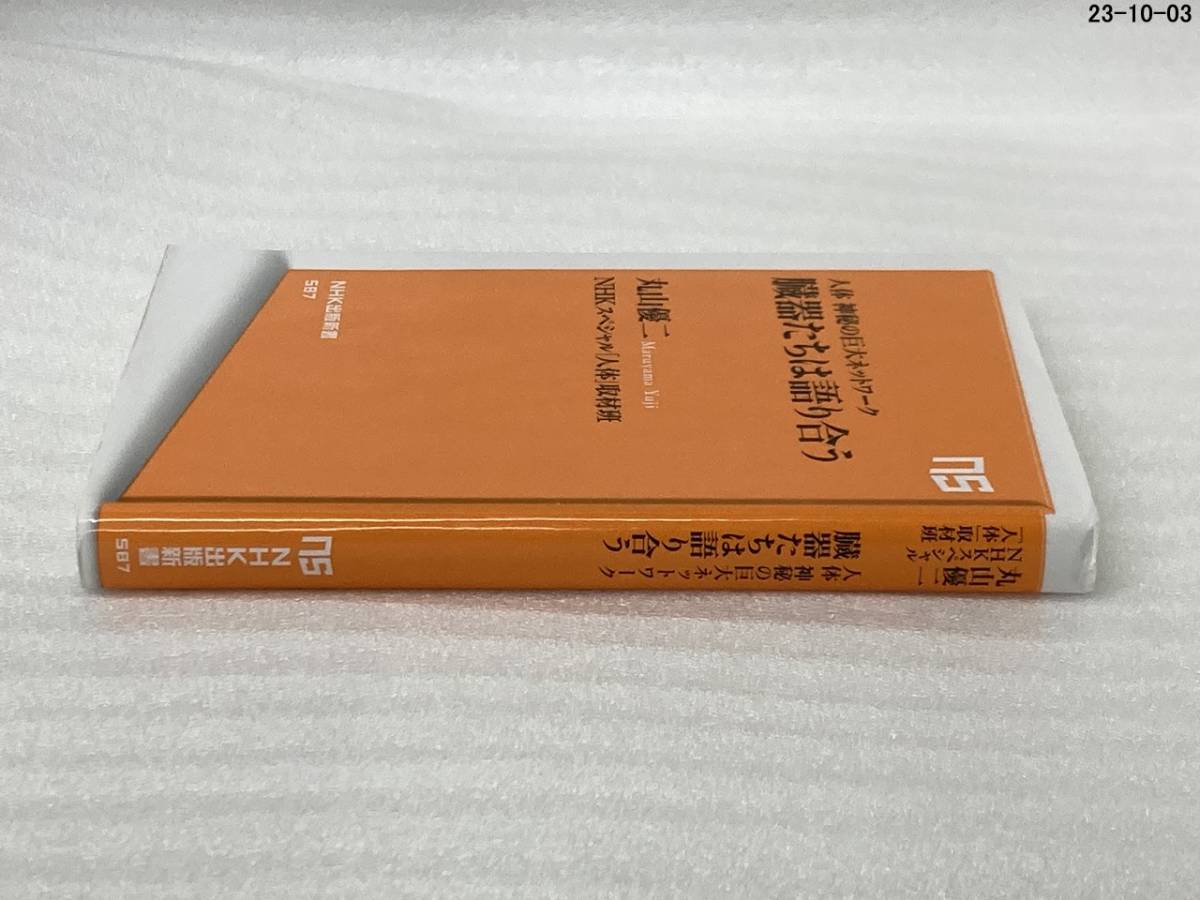 23-10-03
人体 神秘の巨大ネットワーク
臓器たちは語り合う
丸山優二 Maruyama Yuji
NHKスペシャル「人体」取材班
NHK出版新書
587
ns
ns
NHK出版新書
587
臓器たちは語り合う
人体 神秘の巨大ネットワーク
丸山優二
NHKスペシャル
「人体」取材班